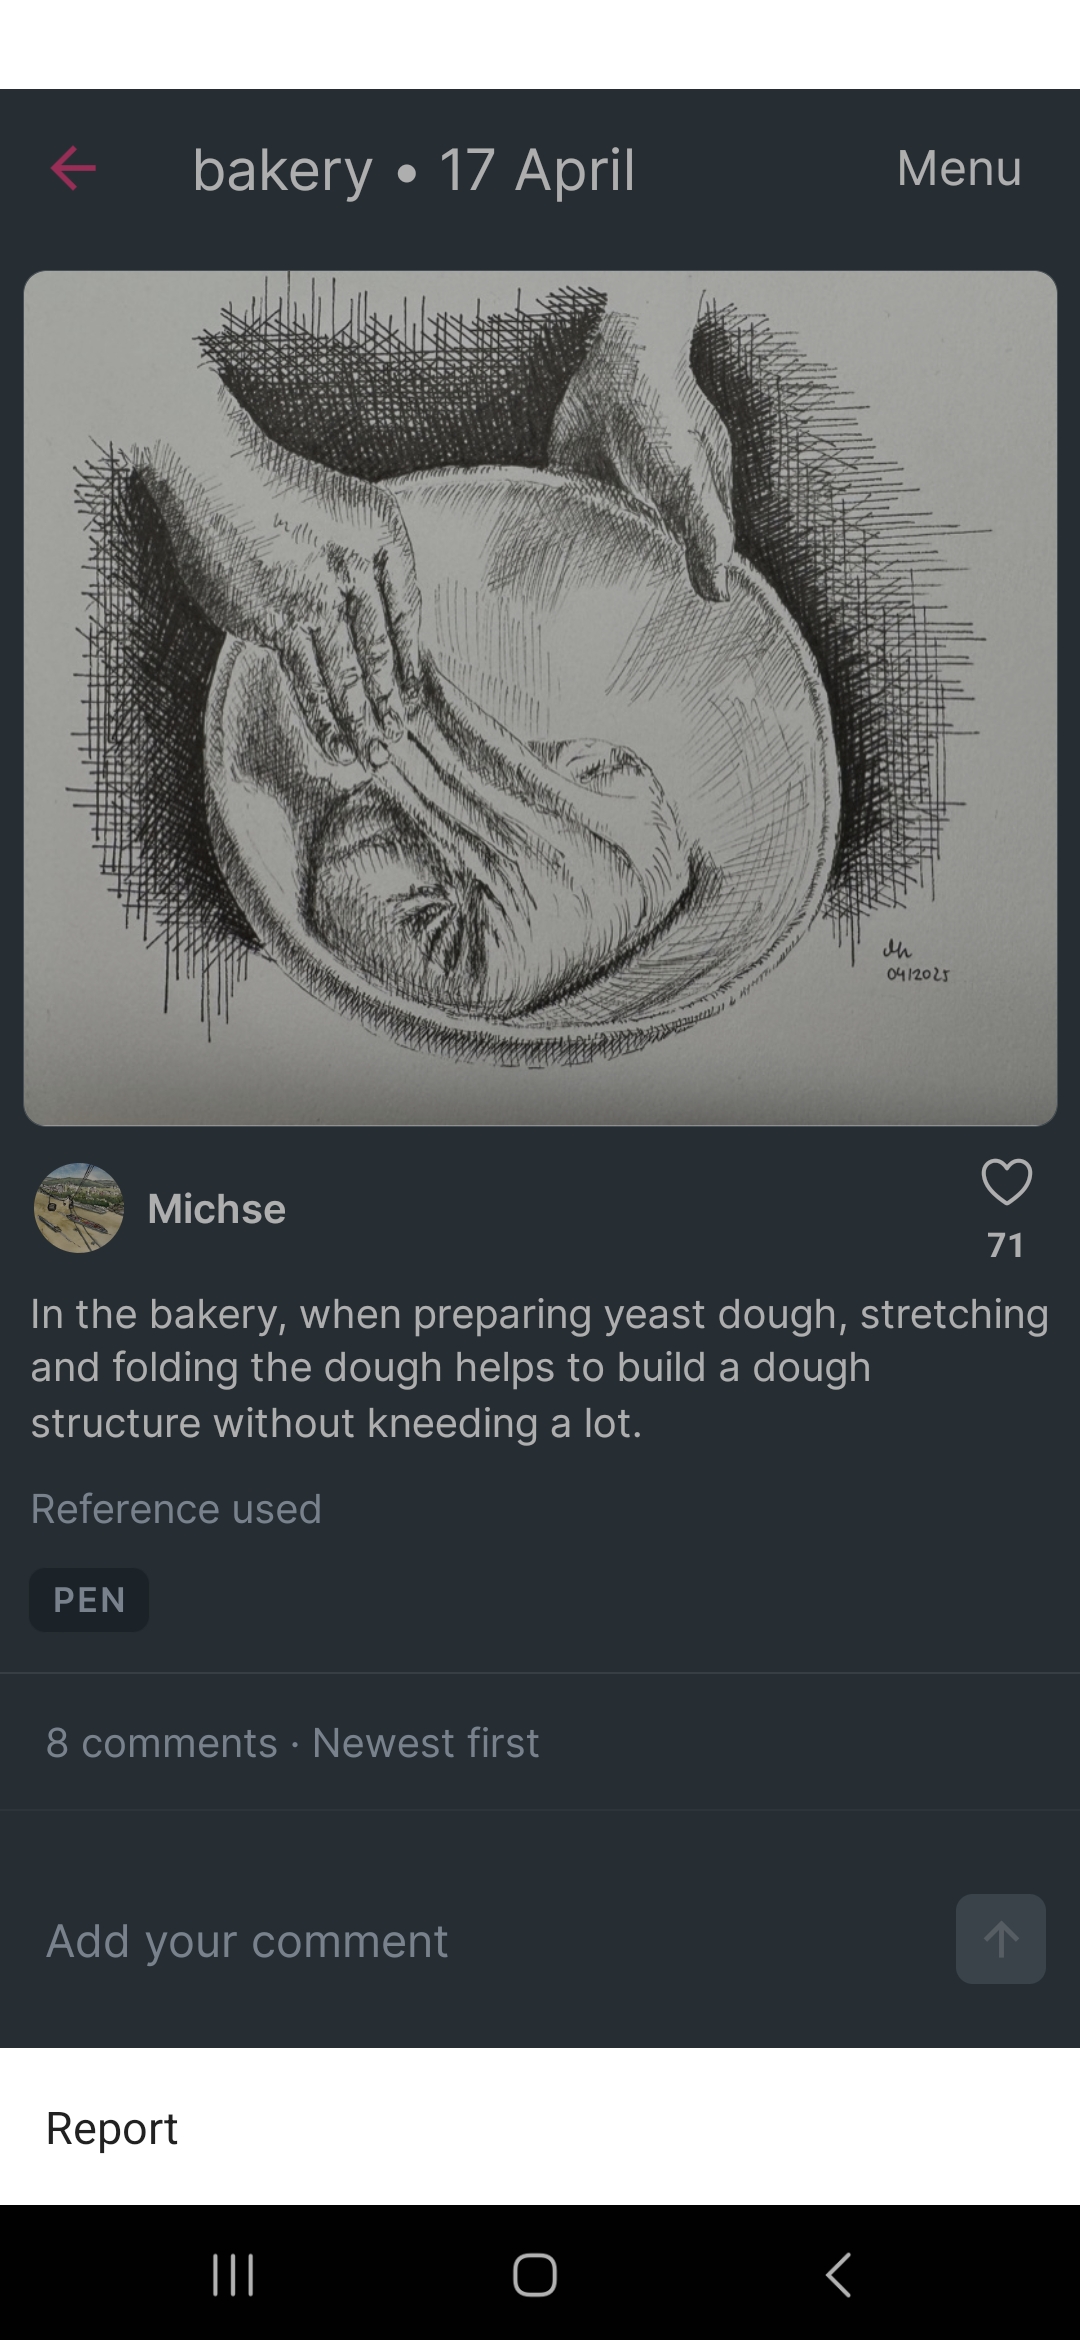 bakery • 17 April
Menu
04/2025
Michse
71
In the bakery, when preparing yeast dough, stretching
and folding the dough helps to build a dough
structure without kneeding a lot.
Reference used
PEN
8 comments · Newest first
Add your comment
Report